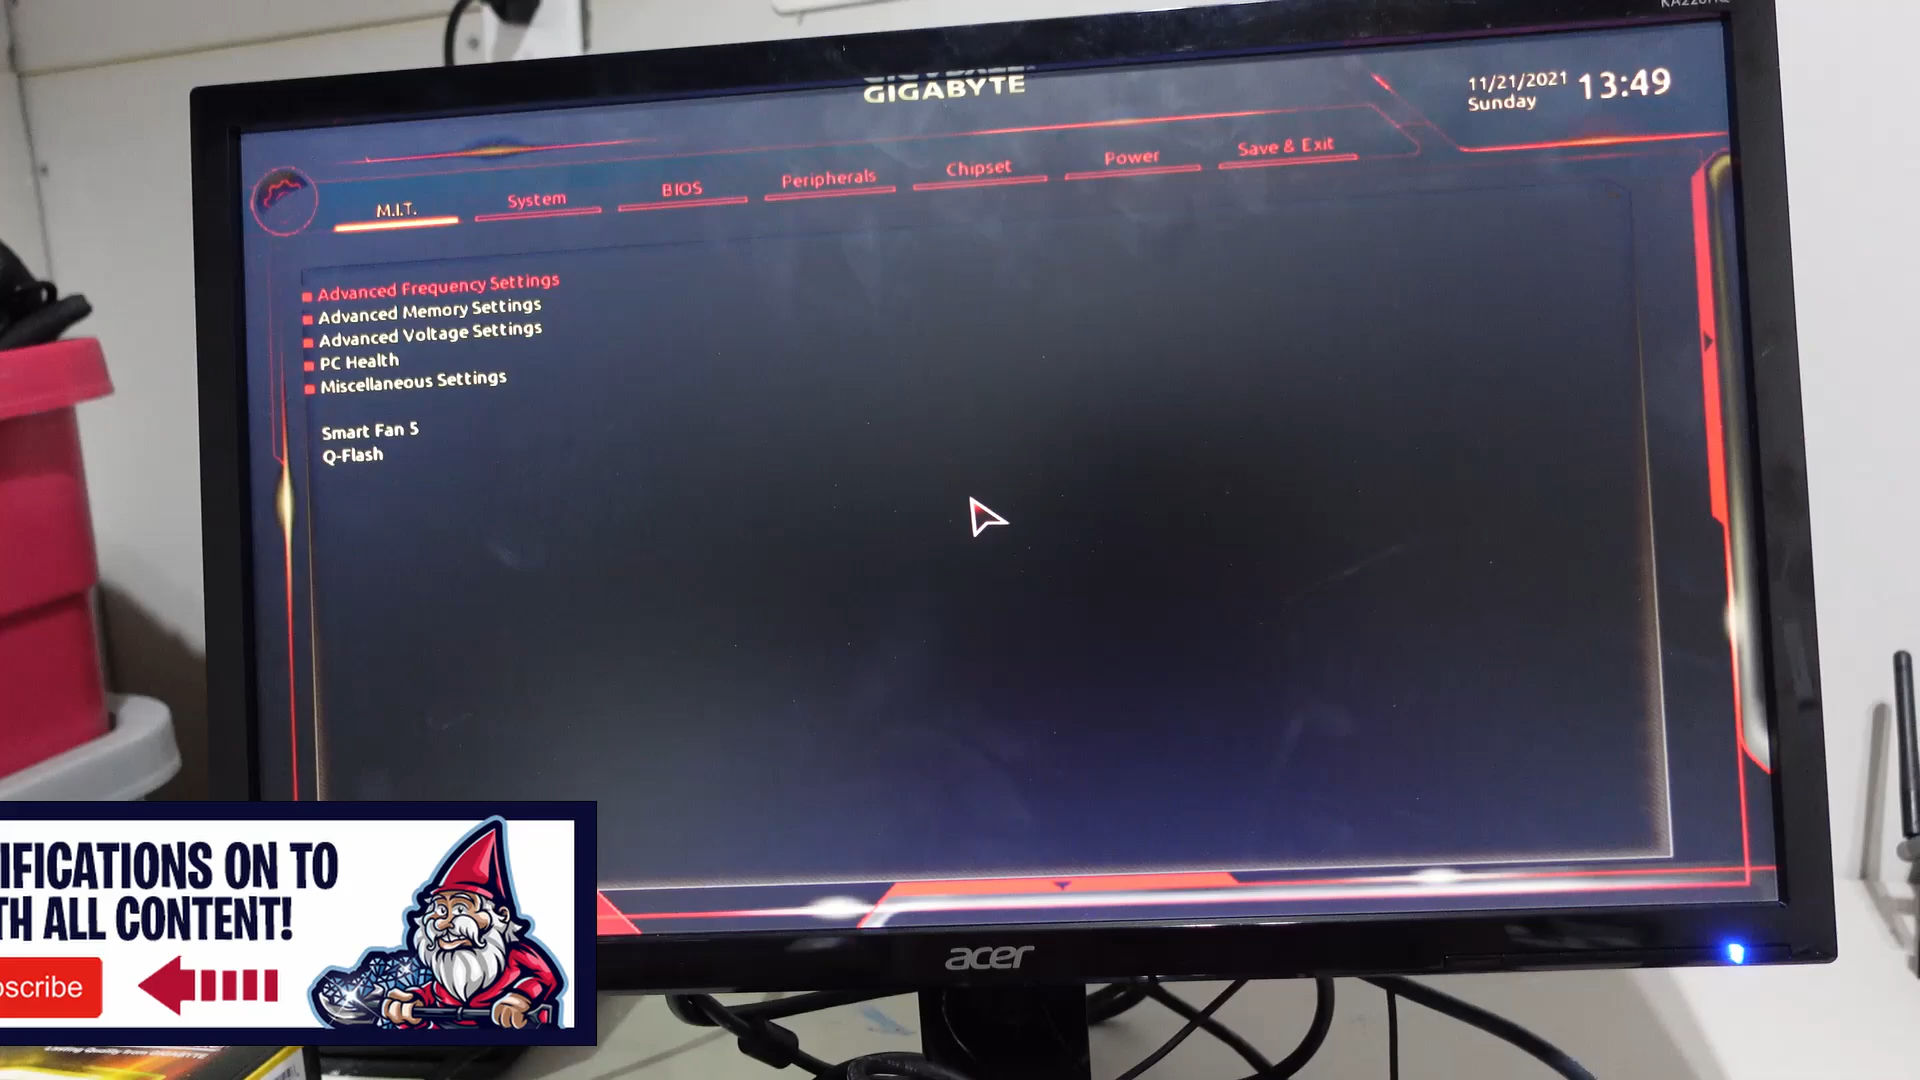 GIGABYTE
11/21/2021 13:49
Sunday
M.I.T. System BIOS Peripherals Chipset Power Save & Exit
Advanced Frequency Settings
Advanced Memory Settings
Advanced Voltage Settings
PC Health
Miscellaneous Settings
Smart Fan 5
Q-Flash
acer
IFICATIONS ON TO
TH ALL CONTENT!
scribe